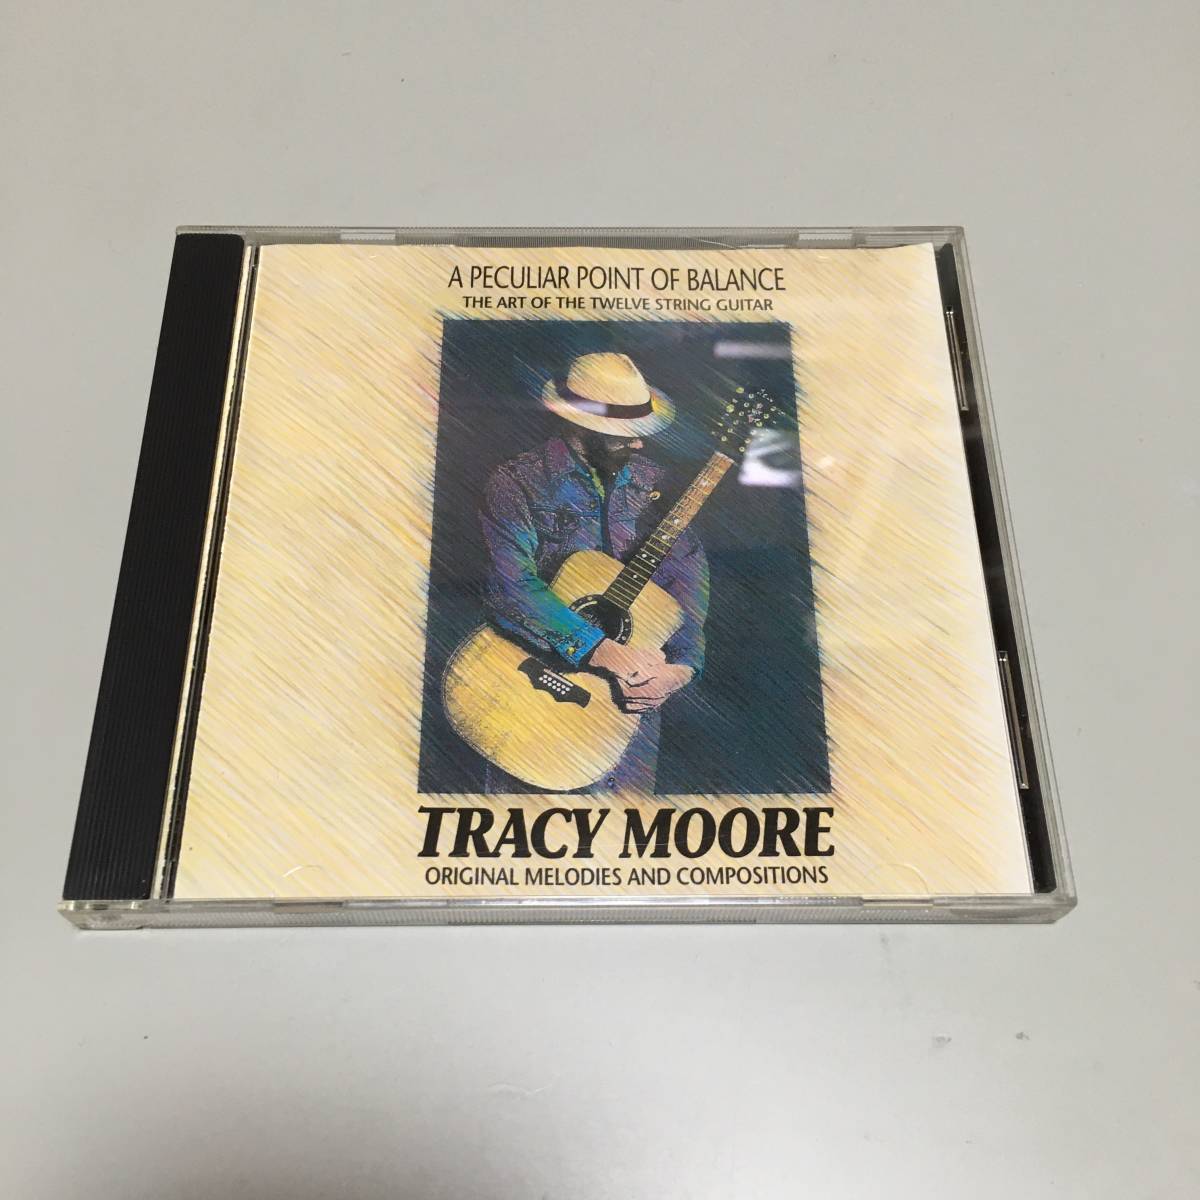 A PECULIAR POINT OF BALANCE
THE ART OF THE TWELVE STRING GUITAR
TRACY MOORE
ORIGINAL MELODIES AND COMPOSITIONS